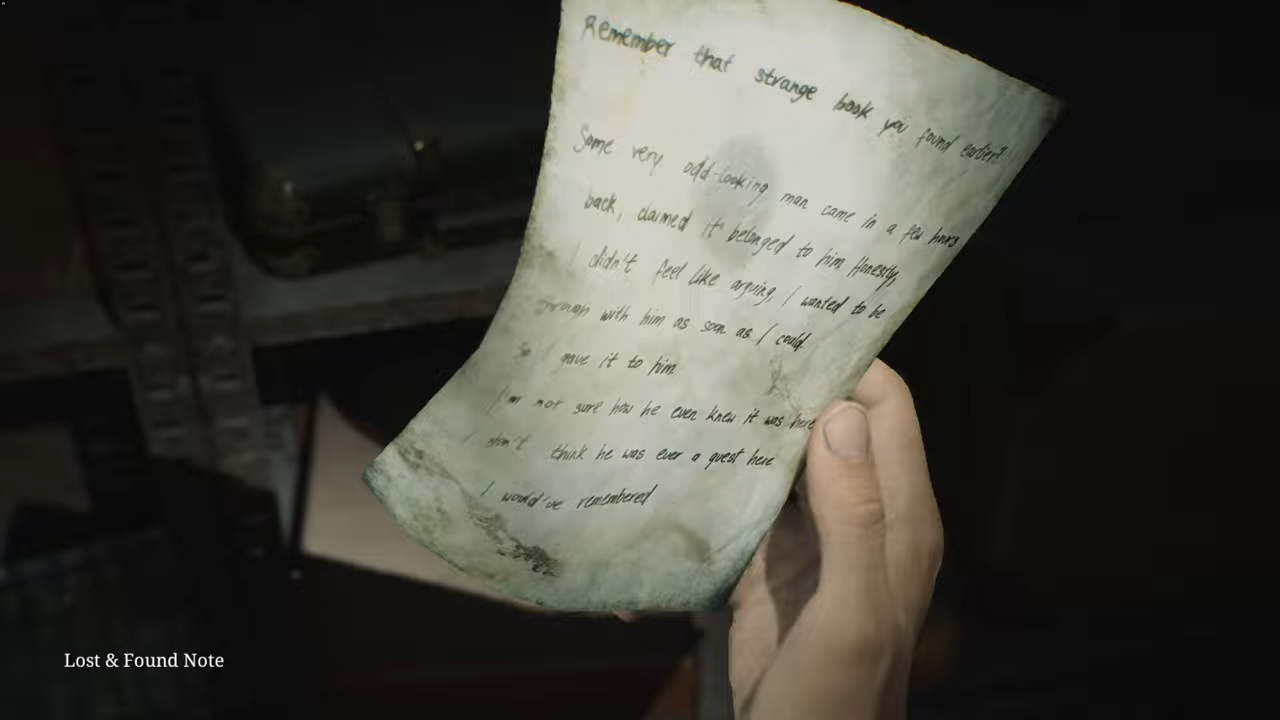 Remember that strange book you found earlier?
Some very odd-looking man came in a few hours
back, claimed it belonged to him. Honestly,
I didn't feel like arguing, I wanted to be
through with him as soon as I could
So I gave it to him.
I'm not sure how he even knew it was here
I don't think he was ever a guest here
I would've remembered
Lost & Found Note